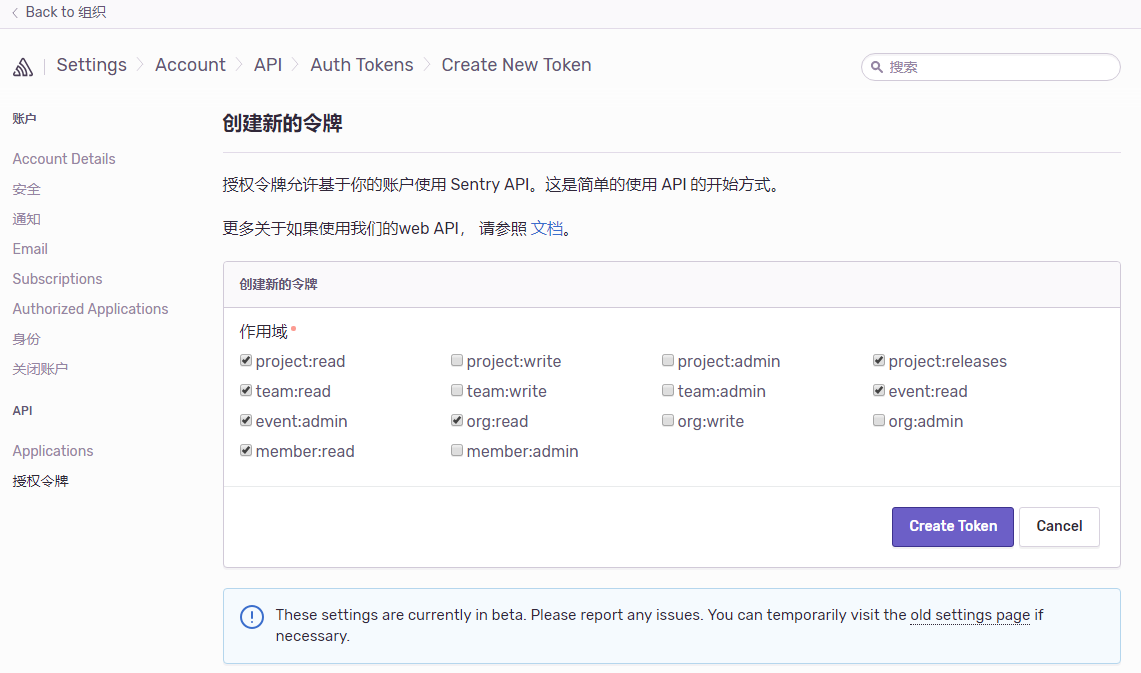 Back to 组织
Settings Account API Auth Tokens Create New Token
搜索
账户
Account Details
安全
通知
Email
Subscriptions
Authorized Applications
身份
关闭账户
API
Applications
授权令牌
创建新的令牌
授权令牌允许基于你的账户使用 Sentry API。这是简单的使用 API 的开始方式。
更多关于如果使用我们的web API， 请参照 文档。
创建新的令牌
作用域*
project:read project:write project:admin project:releases
team:read team:write team:admin event:read
event:admin org:read org:write org:admin
member:read member:admin
Create Token Cancel
These settings are currently in beta. Please report any issues. You can temporarily visit the old settings page if
necessary.